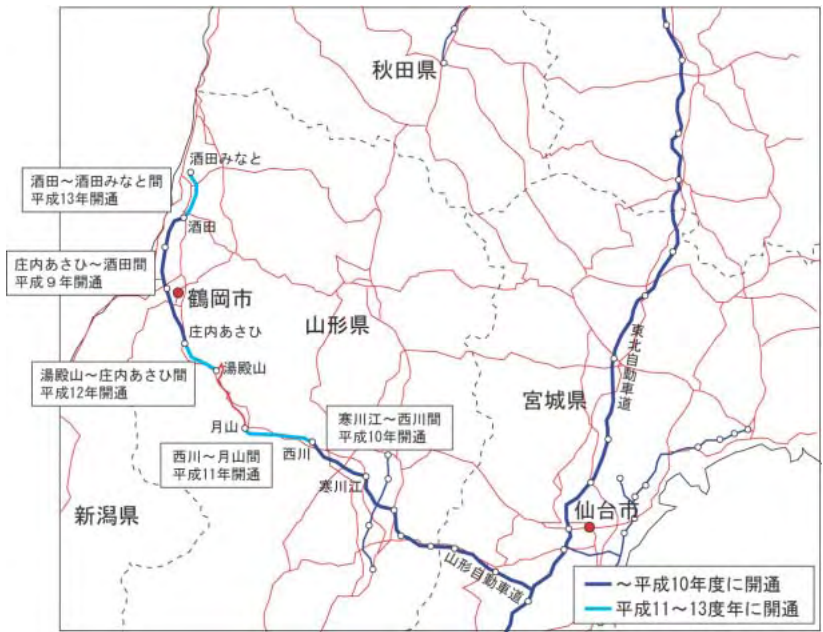 秋田県
酒田みなと
酒田～酒田みなと間
平成13年開通
酒田
庄内あさひ～酒田間
平成9年開通
鶴岡市
庄内あさひ
山形県
東北自動車道
湯殿山～庄内あさひ間
平成12年開通
湯殿山
宮城県
寒川江～西川間
平成10年開通
月山
西川
西川～月山間
平成11年開通
寒川江
新潟県
仙台市
山形自動車道
～平成10年度に開通
平成11～13度年に開通